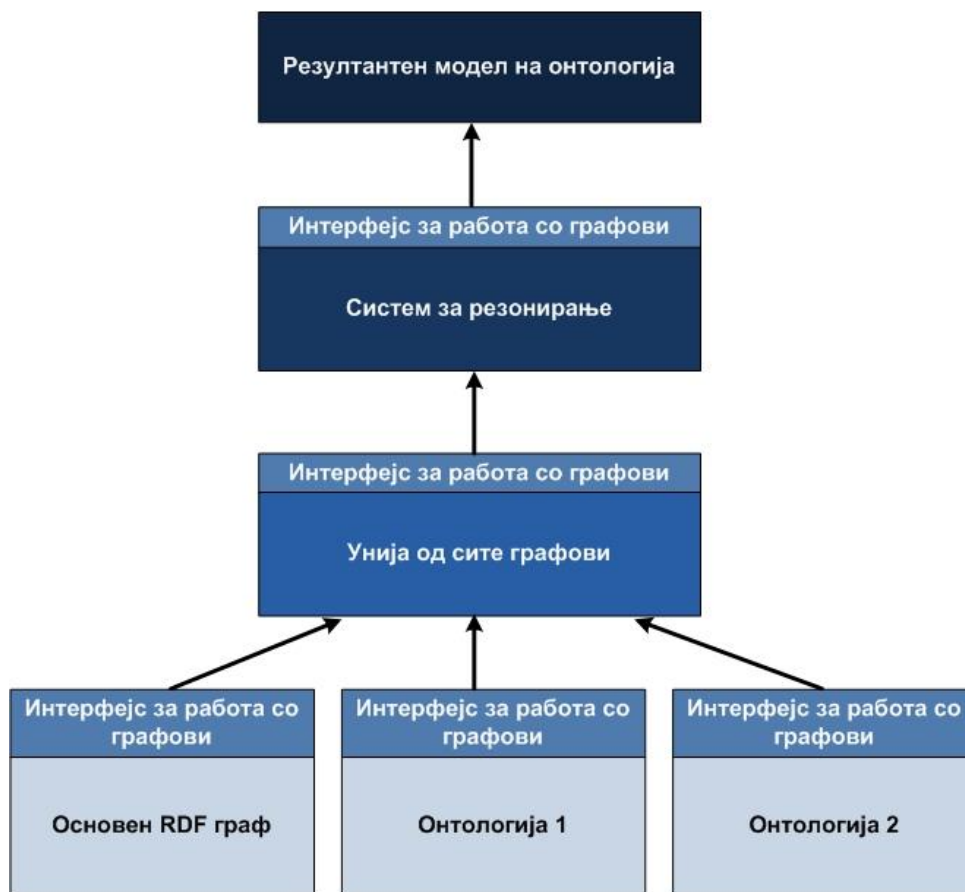 Резултантен модел на онтологија
Интерфејс за работа со графови
Систем за резонирање
Интерфејс за работа со графови
Унија од сите графови
Интерфејс за работа со
графови
Основен RDF граф
Интерфејс за работа со
графови
Онтологија 1
Интерфејс за работа со
графови
Онтологија 2